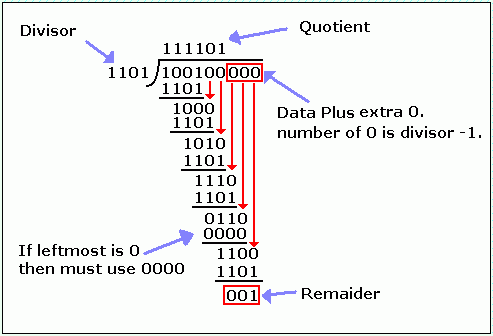 Divisor
Quotient
111101
1101
100100000
1101
1000
1101
1010
1101
1110
1101
0110
0000
1100
1101
001
Data Plus extra 0.
number of 0 is divisor -1.
If leftmost is 0
then must use 0000
Remaider